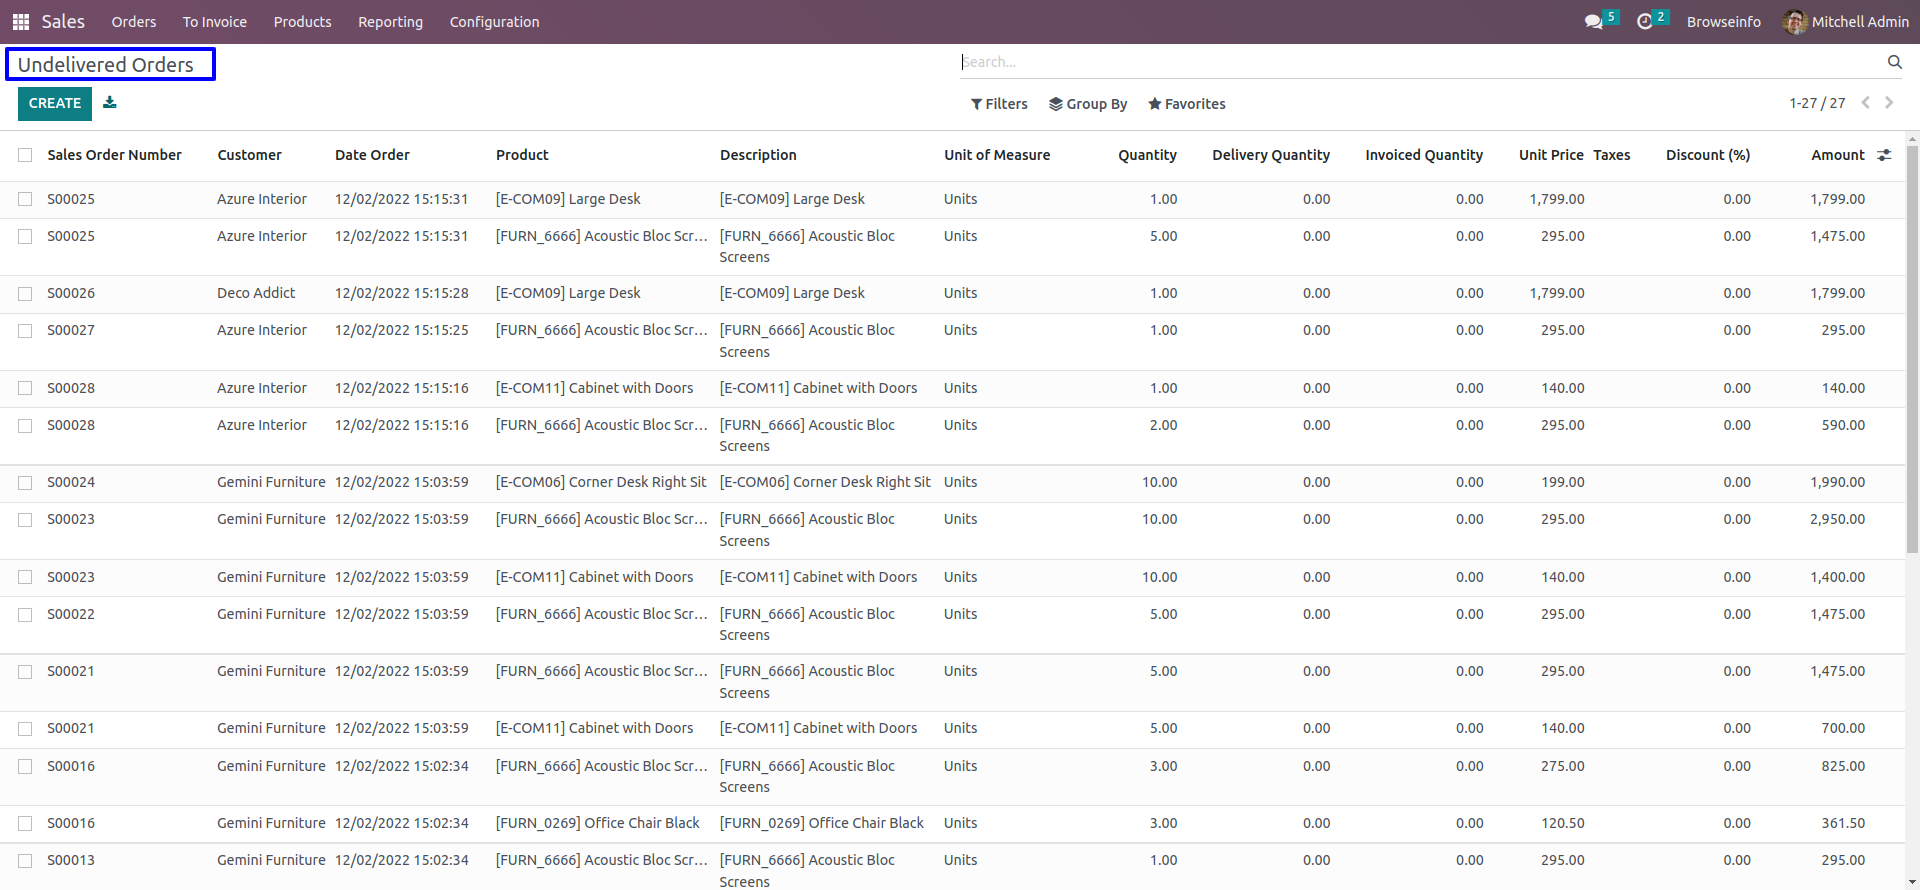 Sales Orders To Invoice Products Reporting Configuration 5 2 Browseinfo Mitchell Admin
Undelivered Orders Search...
CREATE Filters Group By Favorites 1-27 / 27
Sales Order Number Customer Date Order Product Description Unit of Measure Quantity Delivery Quantity Invoiced Quantity Unit Price Taxes Discount (%) Amount
S00025 Azure Interior 12/02/2022 15:15:31 [E-COM09] Large Desk [E-COM09] Large Desk Units 1.00 0.00 0.00 1,799.00 0.00 1,799.00
S00025 Azure Interior 12/02/2022 15:15:31 [FURN_6666] Acoustic Bloc Scr... [FURN_6666] Acoustic Bloc Units 5.00 0.00 0.00 295.00 0.00 1,475.00
Screens
S00026 Deco Addict 12/02/2022 15:15:28 [E-COM09] Large Desk [E-COM09] Large Desk Units 1.00 0.00 0.00 1,799.00 0.00 1,799.00
S00027 Azure Interior 12/02/2022 15:15:25 [FURN_6666] Acoustic Bloc Scr... [FURN_6666] Acoustic Bloc Units 1.00 0.00 0.00 295.00 0.00 295.00
Screens
S00028 Azure Interior 12/02/2022 15:15:16 [E-COM11] Cabinet with Doors [E-COM11] Cabinet with Doors Units 1.00 0.00 0.00 140.00 0.00 140.00
S00028 Azure Interior 12/02/2022 15:15:16 [FURN_6666] Acoustic Bloc Scr... [FURN_6666] Acoustic Bloc Units 2.00 0.00 0.00 295.00 0.00 590.00
Screens
S00024 Gemini Furniture 12/02/2022 15:03:59 [E-COM06] Corner Desk Right Sit [E-COM06] Corner Desk Right Sit Units 10.00 0.00 0.00 199.00 0.00 1,990.00
S00023 Gemini Furniture 12/02/2022 15:03:59 [FURN_6666] Acoustic Bloc Scr... [FURN_6666] Acoustic Bloc Units 10.00 0.00 0.00 295.00 0.00 2,950.00
Screens
S00023 Gemini Furniture 12/02/2022 15:03:59 [E-COM11] Cabinet with Doors [E-COM11] Cabinet with Doors Units 10.00 0.00 0.00 140.00 0.00 1,400.00
S00022 Gemini Furniture 12/02/2022 15:03:59 [FURN_6666] Acoustic Bloc Scr... [FURN_6666] Acoustic Bloc Units 5.00 0.00 0.00 295.00 0.00 1,475.00
Screens
S00021 Gemini Furniture 12/02/2022 15:03:59 [FURN_6666] Acoustic Bloc Scr... [FURN_6666] Acoustic Bloc Units 5.00 0.00 0.00 295.00 0.00 1,475.00
Screens
S00021 Gemini Furniture 12/02/2022 15:03:59 [E-COM11] Cabinet with Doors [E-COM11] Cabinet with Doors Units 5.00 0.00 0.00 140.00 0.00 700.00
S00016 Gemini Furniture 12/02/2022 15:02:34 [FURN_6666] Acoustic Bloc Scr... [FURN_6666] Acoustic Bloc Units 3.00 0.00 0.00 275.00 0.00 825.00
Screens
S00016 Gemini Furniture 12/02/2022 15:02:34 [FURN_0269] Office Chair Black [FURN_0269] Office Chair Black Units 3.00 0.00 0.00 120.50 0.00 361.50
S00013 Gemini Furniture 12/02/2022 15:02:34 [FURN_6666] Acoustic Bloc Scr... [FURN_6666] Acoustic Bloc Units 1.00 0.00 0.00 295.00 0.00 295.00
Screens